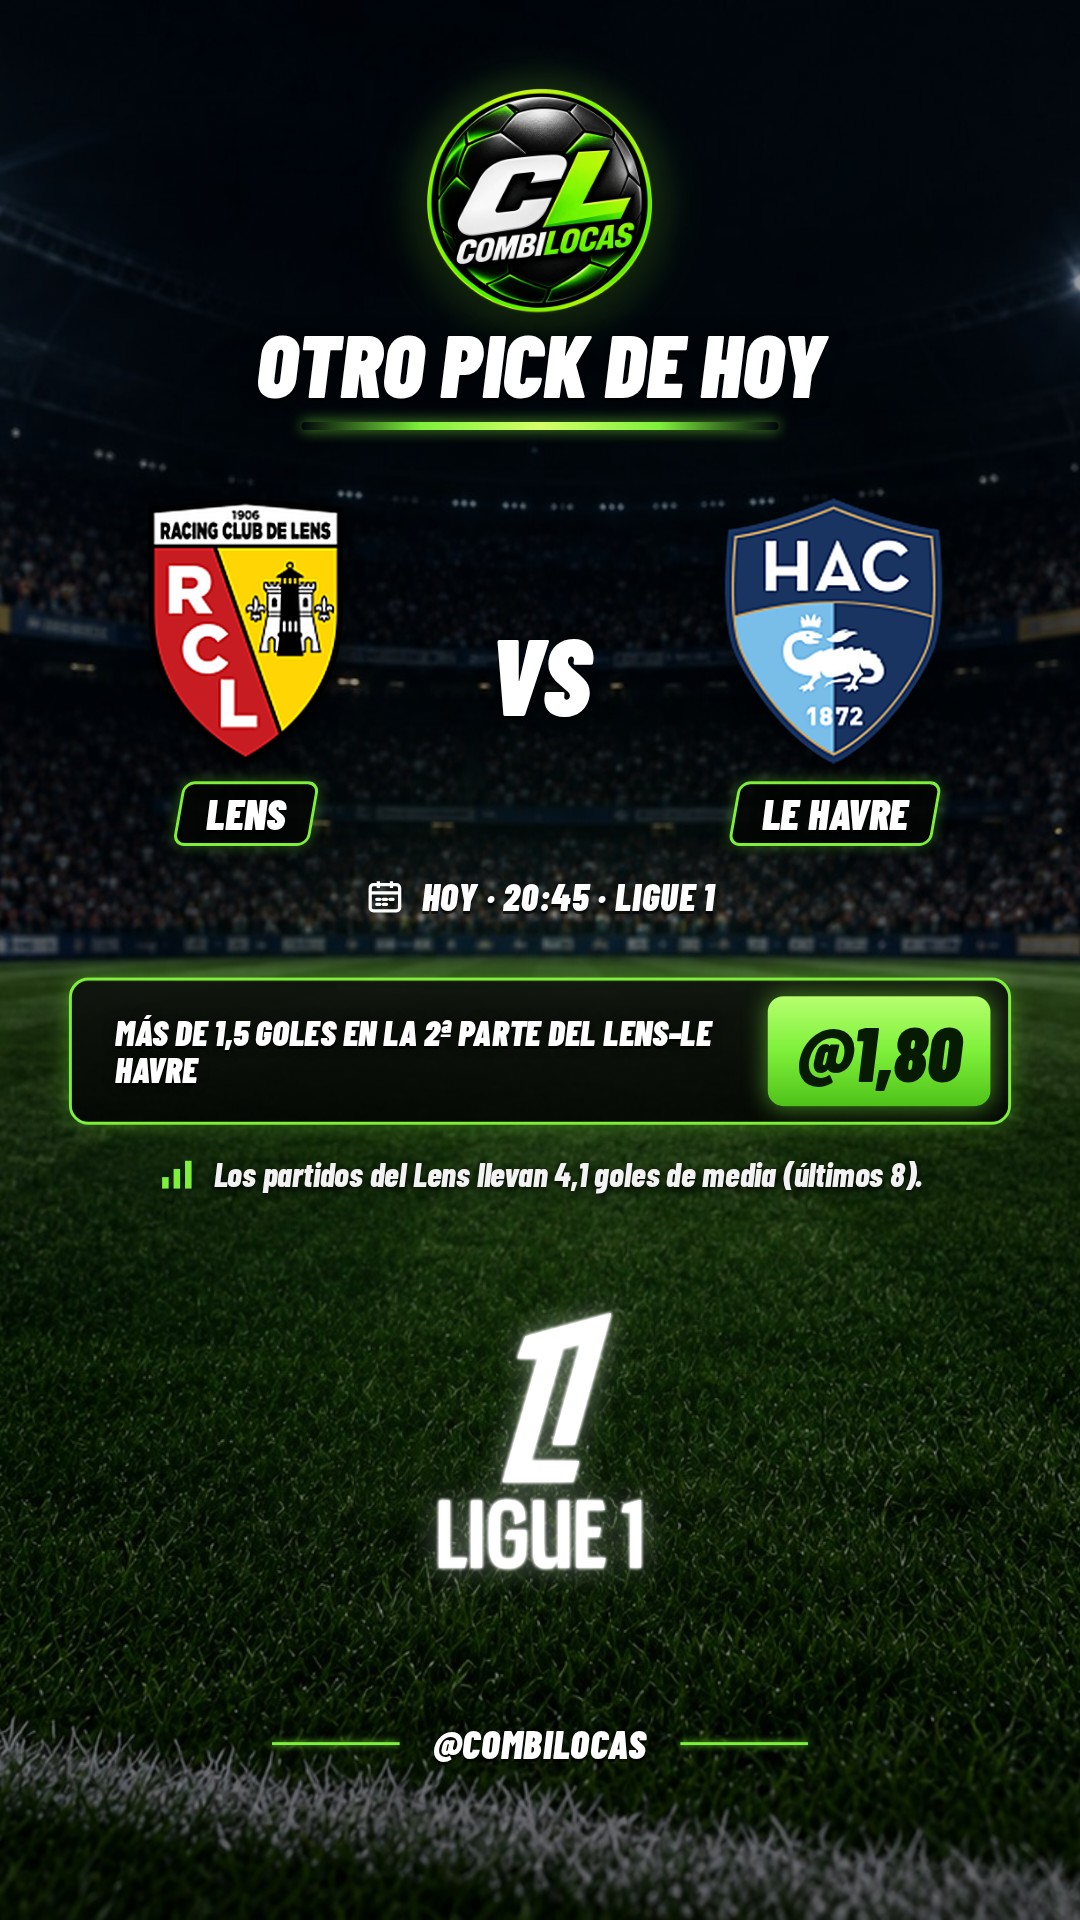 CL
COMBILOCAS
OTRO PICK DE HOY
1906
RACING CLUB DE LENS
R
C
L
HAC
1872
VS
LENS
LE HAVRE
HOY · 20:45 · LIGUE 1
MÁS DE 1,5 GOLES EN LA 2ª PARTE DEL LENS-LE
HAVRE
@1,80
Los partidos del Lens llevan 4,1 goles de media (últimos 8).
LIGUE 1
@COMBILOCAS